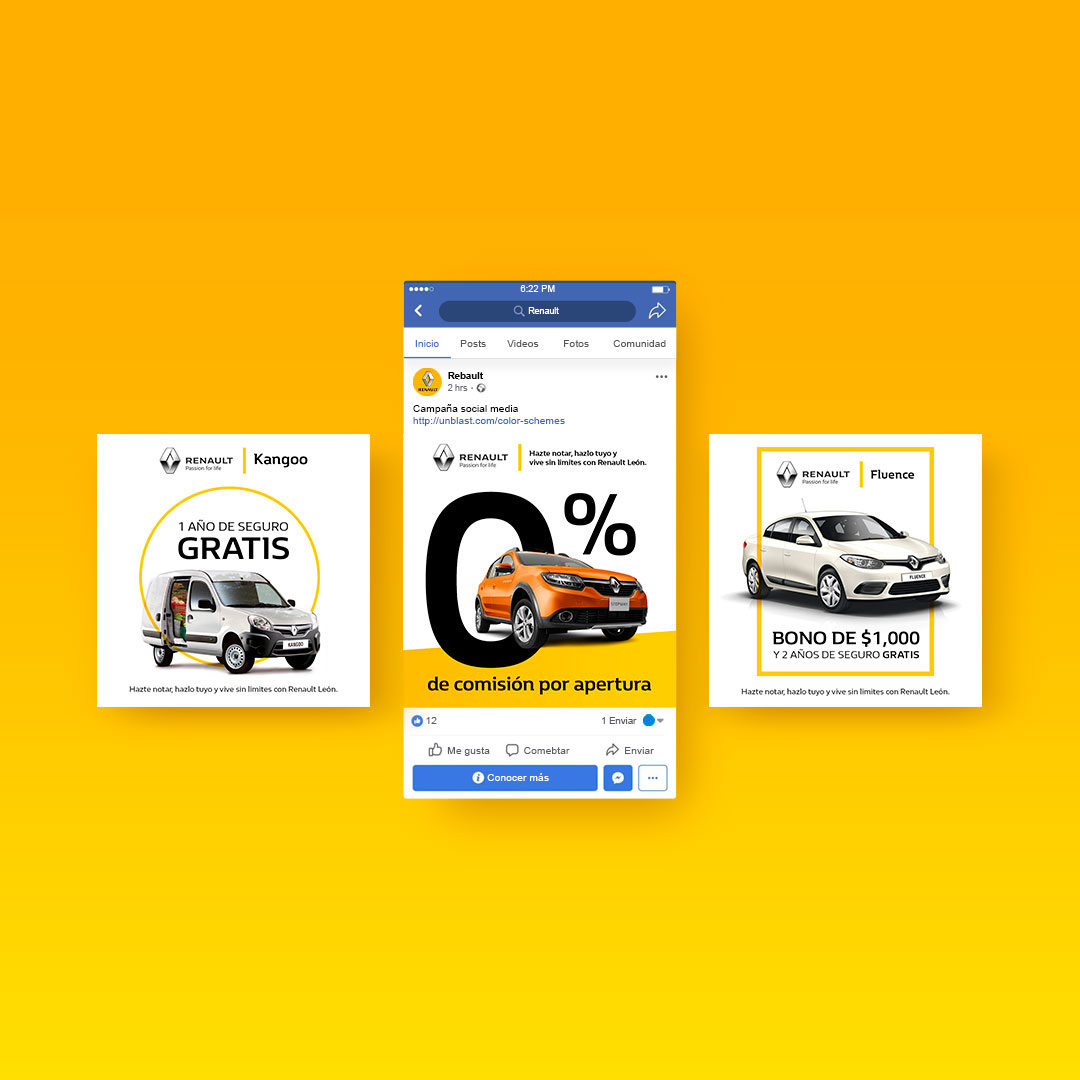 RENAULT
Passion for life
Kangoo
1 AÑO DE SEGURO
GRATIS
KANGOO
Hazte notar, hazlo tuyo y vive sin limites con Renault León.
6:22 PM
Renault
Inicio Posts Videos Fotos Comunidad
Rebault
2 hrs
Campaña social media
http://unblast.com/color-schemes
RENAULT
Passion for life
Hazte notar, hazlo tuyo y
vive sin limites con Renault León.
0%
STEPWAY
de comisión por apertura
12
1 Enviar
Me gusta Comebtar Enviar
Conocer más
RENAULT
Passion for life
Fluence
FLUENCE
BONO DE $1,000
Y 2 AÑOS DE SEGURO GRATIS
Hazte notar, hazlo tuyo y vive sin limites con Renault León.